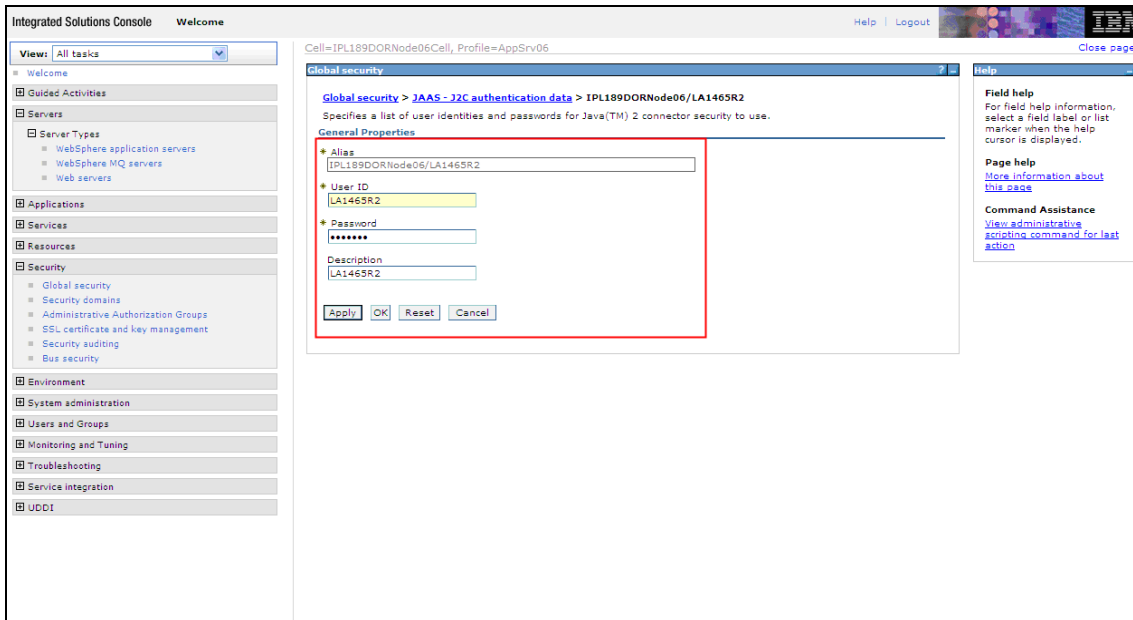 Integrated Solutions Console Welcome
Help | Logout
IBM
View: All tasks
Welcome
Guided Activities
Servers
Server Types
WebSphere application servers
WebSphere MQ servers
Web servers
Applications
Services
Resources
Security
Global security
Security domains
Administrative Authorization Groups
SSL certificate and key management
Security auditing
Bus security
Environment
System administration
Users and Groups
Monitoring and Tuning
Troubleshooting
Service integration
UDDI
Cell=IPL189DORNode06Cell, Profile=AppSrv06
Close page
Global security ? -
Global security > JAAS - J2C authentication data > IPL189DORNode06/LA1465R2
Specifies a list of user identities and passwords for Java(TM) 2 connector security to use.
General Properties
* Alias
IPL189DORNode06/LA1465R2
* User ID
LA1465R2
* Password
•••••••
Description
LA1465R2
Apply OK Reset Cancel
Help -
Field help
For field help information,
select a field label or list
marker when the help
cursor is displayed.
Page help
More information about
this page
Command Assistance
View administrative
scripting command for last
action